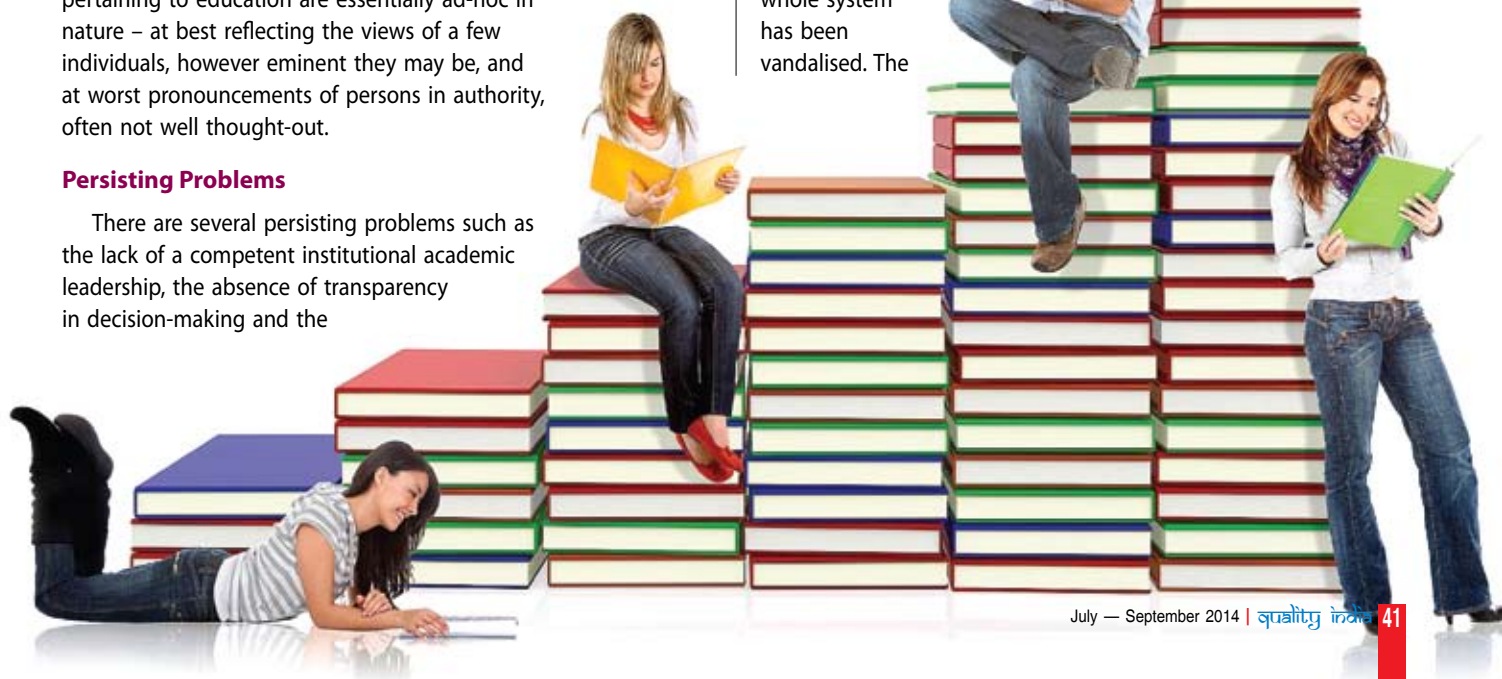 pertaining to education are essentially ad-hoc in
nature – at best reflecting the views of a few
individuals, however eminent they may be, and
at worst pronouncements of persons in authority,
often not well thought-out.
Persisting Problems
There are several persisting problems such as
the lack of a competent institutional academic
leadership, the absence of transparency
in decision-making and the
whole system
has been
vandalised. The
July — September 2014 | quality india 41